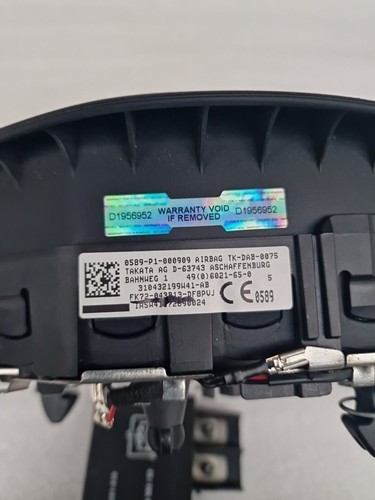 D1956952 WARRANTY VOID IF REMOVED D1956952
0589-P1-000909 AIRBAG TK-DAB-0075
TAKATA AG D-63743 ASCHAFFENBURG
BAHNWEG 1 49(0)6021-65-0 5
310432199W41-AB
CE 0589